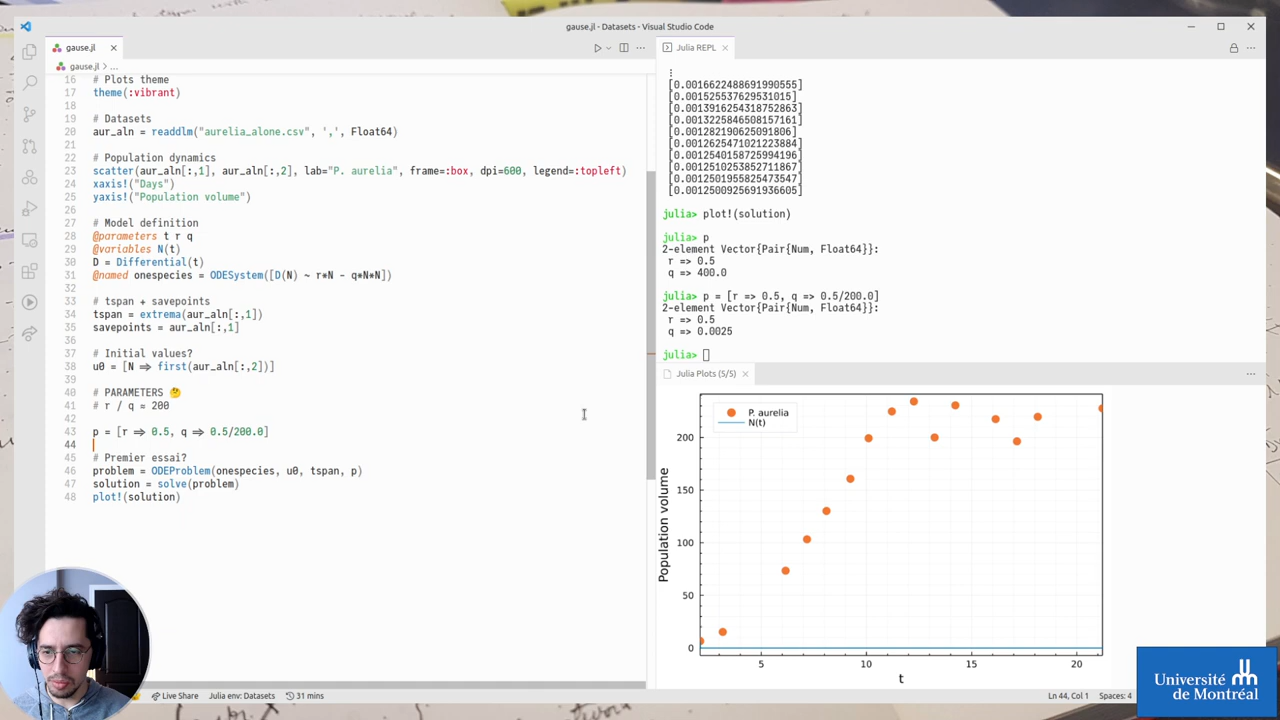 gause.jl - Datasets - Visual Studio Code
gause.jl
gause.jl > ...
16 # Plots theme
17 theme(:vibrant)
18
19 # Datasets
20 aur_aln = readdlm("aurelia_alone.csv", ',', Float64)
21
22 # Population dynamics
23 scatter(aur_aln[:,1], aur_aln[:,2], lab="P. aurelia", frame=:box, dpi=600, legend=:topleft)
24 xaxis!("Days")
25 yaxis!("Population volume")
26
27 # Model definition
28 @parameters t r q
29 @variables N(t)
30 D = Differential(t)
31 @named onespecies = ODESystem([D(N) ~ r*N - q*N*N])
32
33 # tspan + savepoints
34 tspan = extrema(aur_aln[:,1])
35 savepoints = aur_aln[:,1]
36
37 # Initial values?
38 u0 = [N => first(aur_aln[:,2])]
39
40 # PARAMETERS 🤔
41 # r / q ≈ 200
42
43 p = [r => 0.5, q => 0.5/200.0]
44
45 # Premier essai?
46 problem = ODEProblem(onespecies, u0, tspan, p)
47 solution = solve(problem)
48 plot!(solution)
Julia REPL
⋮
[0.0016622488691990555]
[0.001525537629531015]
[0.0013916254318752863]
[0.0013225846508157161]
[0.001282190625091806]
[0.0012625471021223884]
[0.0012540158725994196]
[0.0012510253852711867]
[0.0012501955825473547]
[0.0012500925691936605]
julia> plot!(solution)
julia> p
2-element Vector{Pair{Num, Float64}}:
r => 0.5
q => 400.0
julia> p = [r => 0.5, q => 0.5/200.0]
2-element Vector{Pair{Num, Float64}}:
r => 0.5
q => 0.0025
julia>
Julia Plots (5/5)
P. aurelia
N(t)
Population volume
200
150
100
50
0
5 10 15 20
t
Live Share Julia env: Datasets 31 mins
Ln 44, Col 1 Spaces: 4
Université
de Montréal